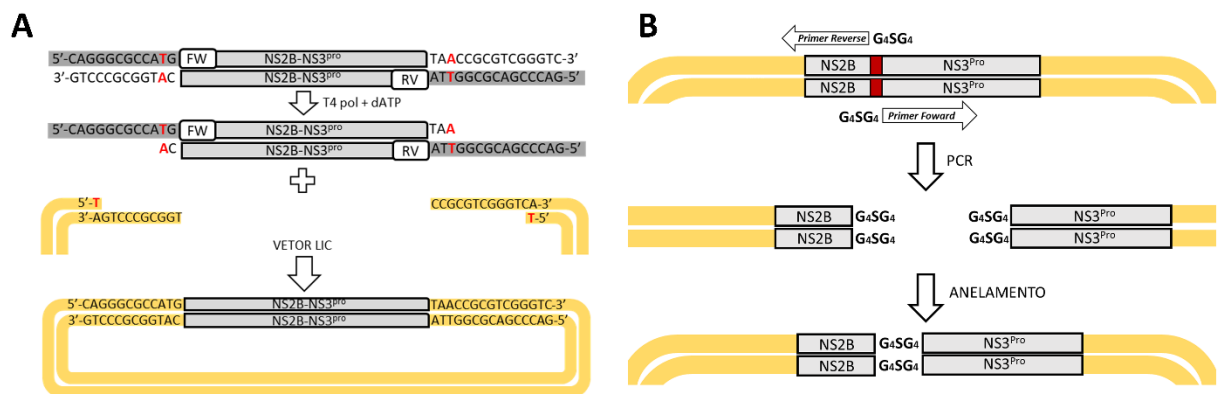 A
5’-CAGGGCGCCATG FW NS2B-NS3pro TAACCGCGTCGGGTC-3’
3’-GTCCCGCGGTAC NS2B-NS3pro RV ATTGGCGCAGCCCAG-5’
T4 pol + dATP
5’-CAGGGCGCCATG FW NS2B-NS3pro TAA
AC NS2B-NS3pro RV ATTGGCGCAGCCCAG-5’
5’-T CCGCGTCGGGTCA-3’
3’-AGTCCCGCGGT T-5’
VETOR LIC
5’-CAGGGCGCCATG NS2B-NS3pro TAACCGCGTCGGGTC-3’
3’-GTCCCGCGGTAC NS2B-NS3pro ATTGGCGCAGCCCAG-5’
B
Primer Reverse G4SG4
NS2B NS3Pro
NS2B NS3Pro
G4SG4 Primer Foward
PCR
NS2B G4SG4 G4SG4 NS3Pro
NS2B G4SG4 G4SG4 NS3Pro
ANELAMENTO
NS2B G4SG4 NS3Pro
NS2B G4SG4 NS3Pro